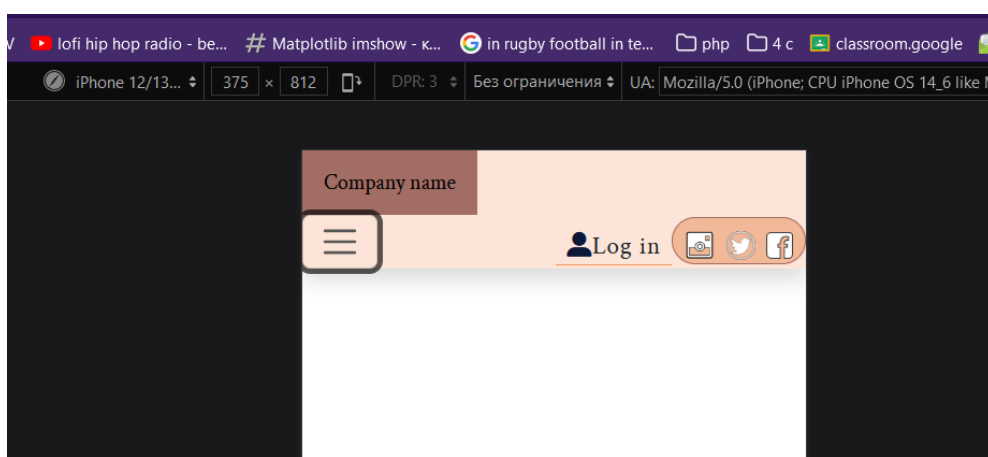 lofi hip hop radio - be... Matplotlib imshow - к... in rugby football in te... php 4 c classroom.google
iPhone 12/13... 375 × 812 DPR: 3 Без ограничения UA: Mozilla/5.0 (iPhone; CPU iPhone OS 14_6 like
Company name
Log in